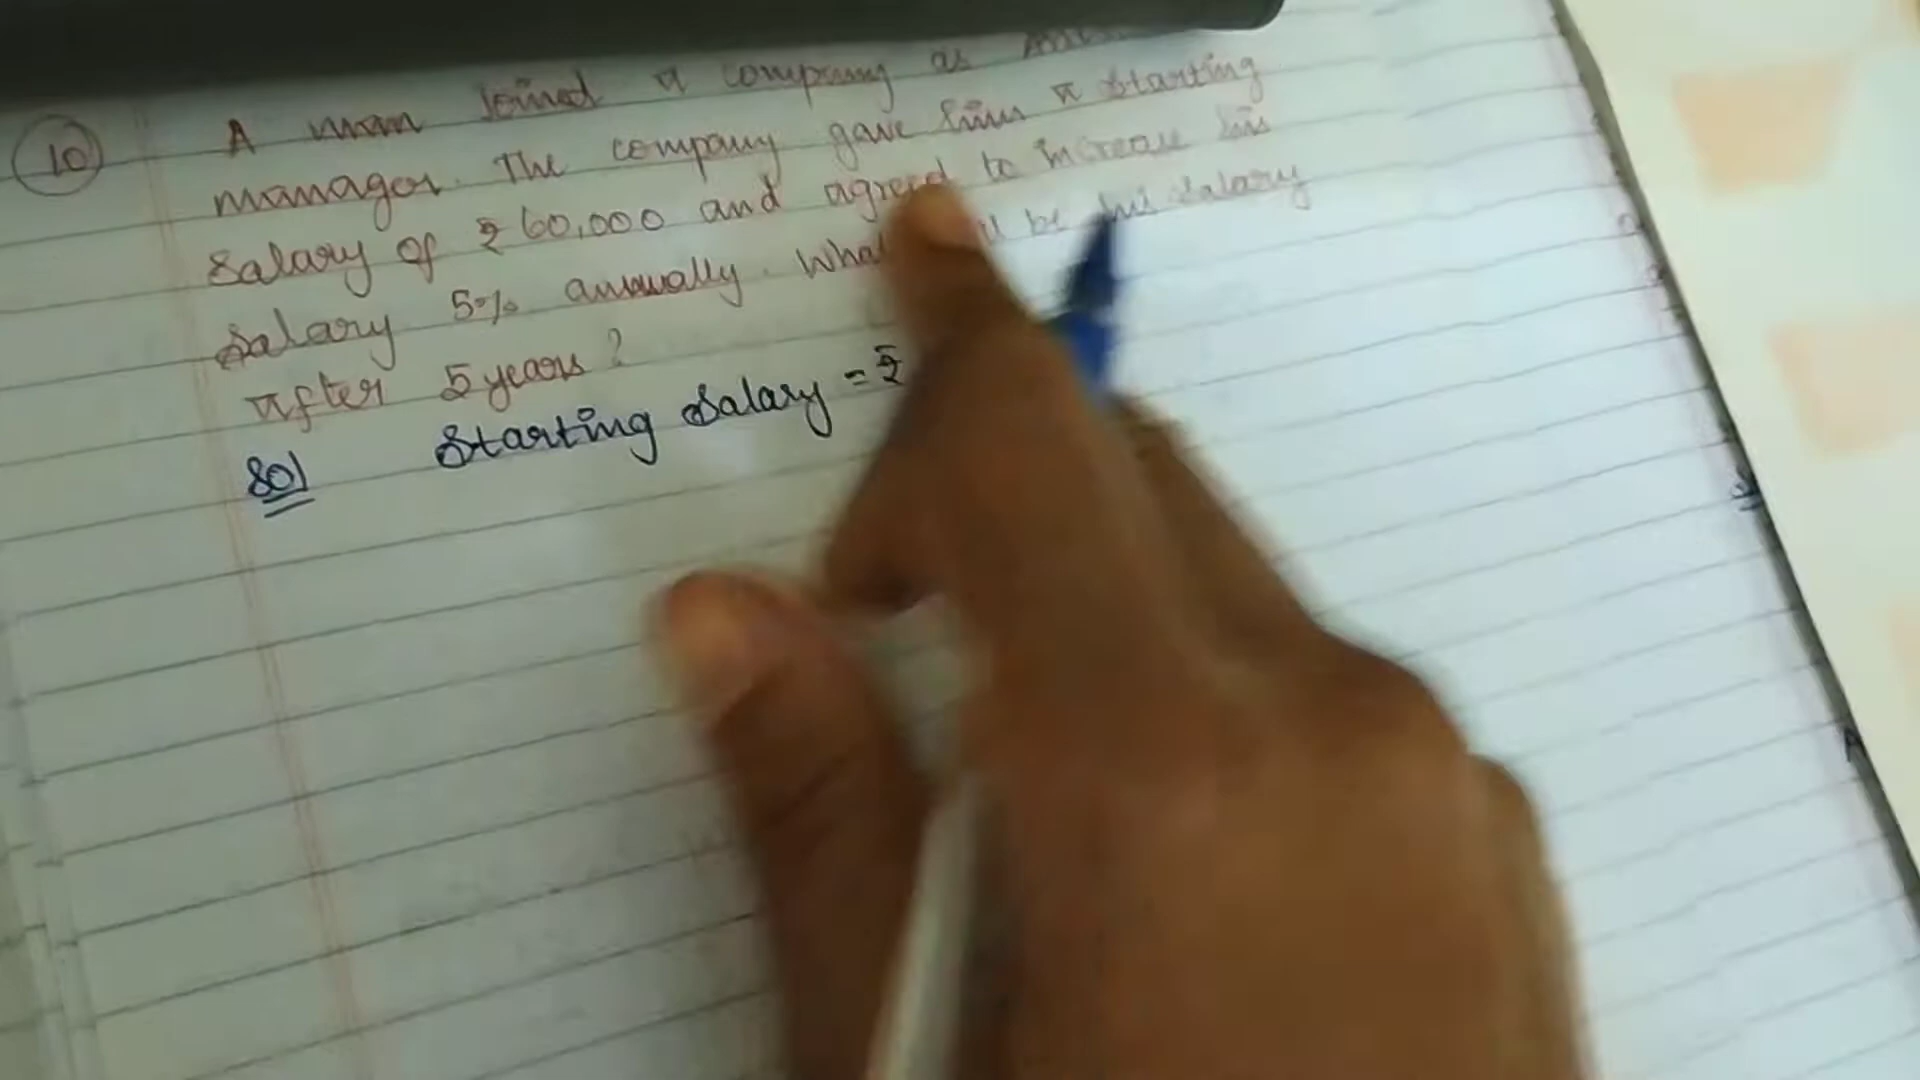 10 A man joined a company as
manager. The company gave him a starting
salary of ₹ 60,000 and agreed to increase his
salary 5% annually. What be his salary
after 5 years?
Sol Starting Salary = ₹